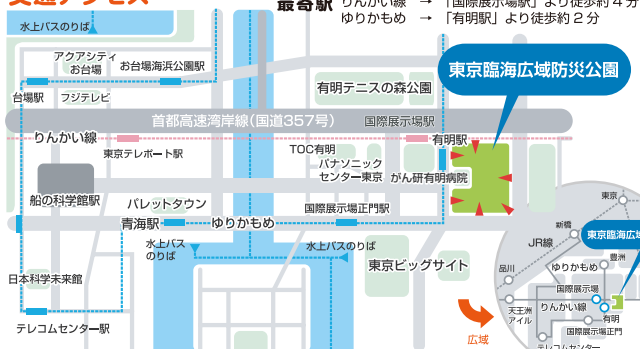 交通アクセス
最寄駅
りんかい線 → 「国際展示場駅」より徒歩約4分
ゆりかもめ → 「有明駅」より徒歩約2分
水上バスのりば
アクアシティ
お台場
お台場海浜公園駅
台場駅
フジテレビ
有明テニスの森公園
東京臨海広域防災公園
首都高速湾岸線(国道357号)
国際展示場駅
りんかい線
東京テレポート駅
TOC有明
有明駅
パナソニック
センター東京
がん研有明病院
船の科学館駅
パレットタウン
青海駅
ゆりかもめ
国際展示場正門駅
水上バス
のりば
水上バスのりば
東京ビッグサイト
日本科学未来館
テレコムセンター駅
広域
東京
新橋
JR線
東京臨海広域
品川
ゆりかもめ
豊洲
国際展示場
天王洲
アイル
りんかい線
有明
国際展示場正門
テレコムセンター